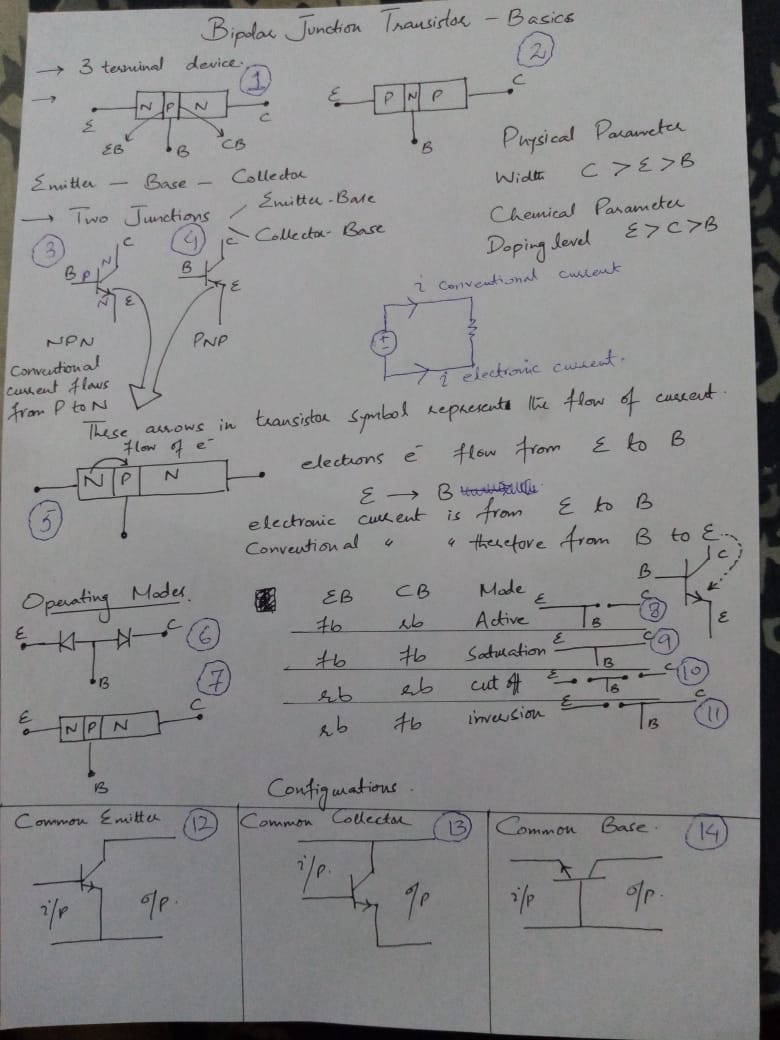 Bipolar Junction Transistor - Basics
→ 3 terminal device.
→
1
E N P N C
EB B CB
2
E P N P C
B
Physical Parameter
Width C > E > B
Emitter - Base - Collector
→ Two Junctions
Emitter-Base
Collector-Base
Chemical Parameter
Doping level E > C > B
3
B P N C
N E
NPN
4
B C
E
PNP
i conventional current
i electronic current.
Conventional
current flows
from P to N
These arrows in transistor symbol represents the flow of current.
flow of e⁻
N P N
5
electrons e⁻ flow from E to B
E → B
electronic current is from E to B
Conventional " " therefore from B to E
B C
E
Operating Modes.
E C 6
B
7
E N P N C
B
EB CB Mode
fb rb Active E B C 8
fb fb Saturation E B C 9
rb rb cut off E B C 10
rb fb inversion E B C 11
Configurations.
Common Emitter 12
i/p o/p.
Common Collector 13
i/p. o/p
Common Base. 14
i/p o/p.